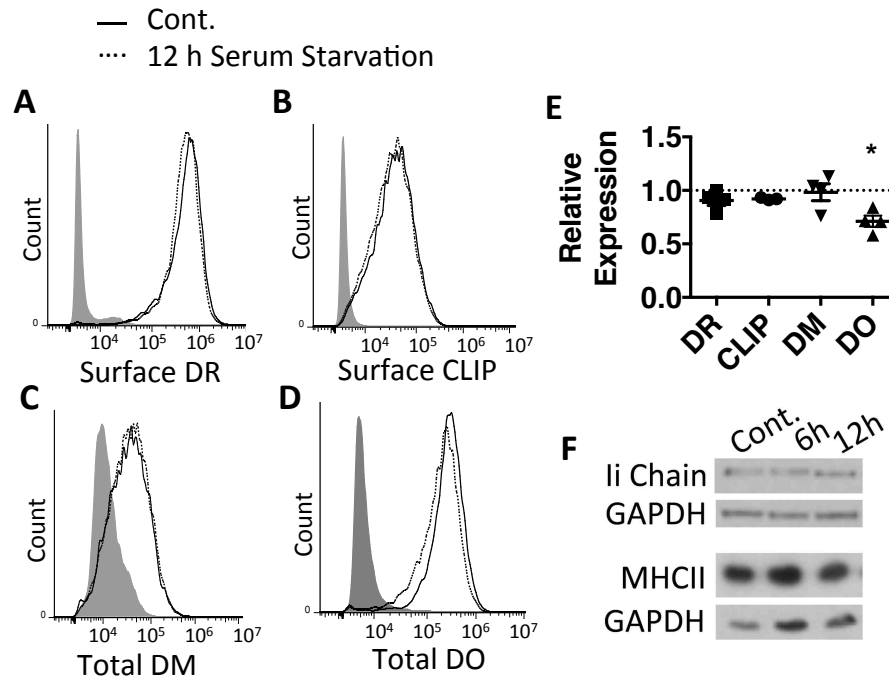 Cont.
12 h Serum Starvation
A
Count
0
10^4 10^5 10^6 10^7
Surface DR
B
Count
0
10^4 10^5 10^6 10^7
Surface CLIP
C
Count
0
10^4 10^5 10^6 10^7
Total DM
D
Count
0
10^4 10^5 10^6 10^7
Total DO
E
Relative
Expression
1.5
1.0
0.5
0.0
*
DR CLIP DM DO
F
Cont. 6h 12h
Ii Chain
GAPDH
MHCII
GAPDH